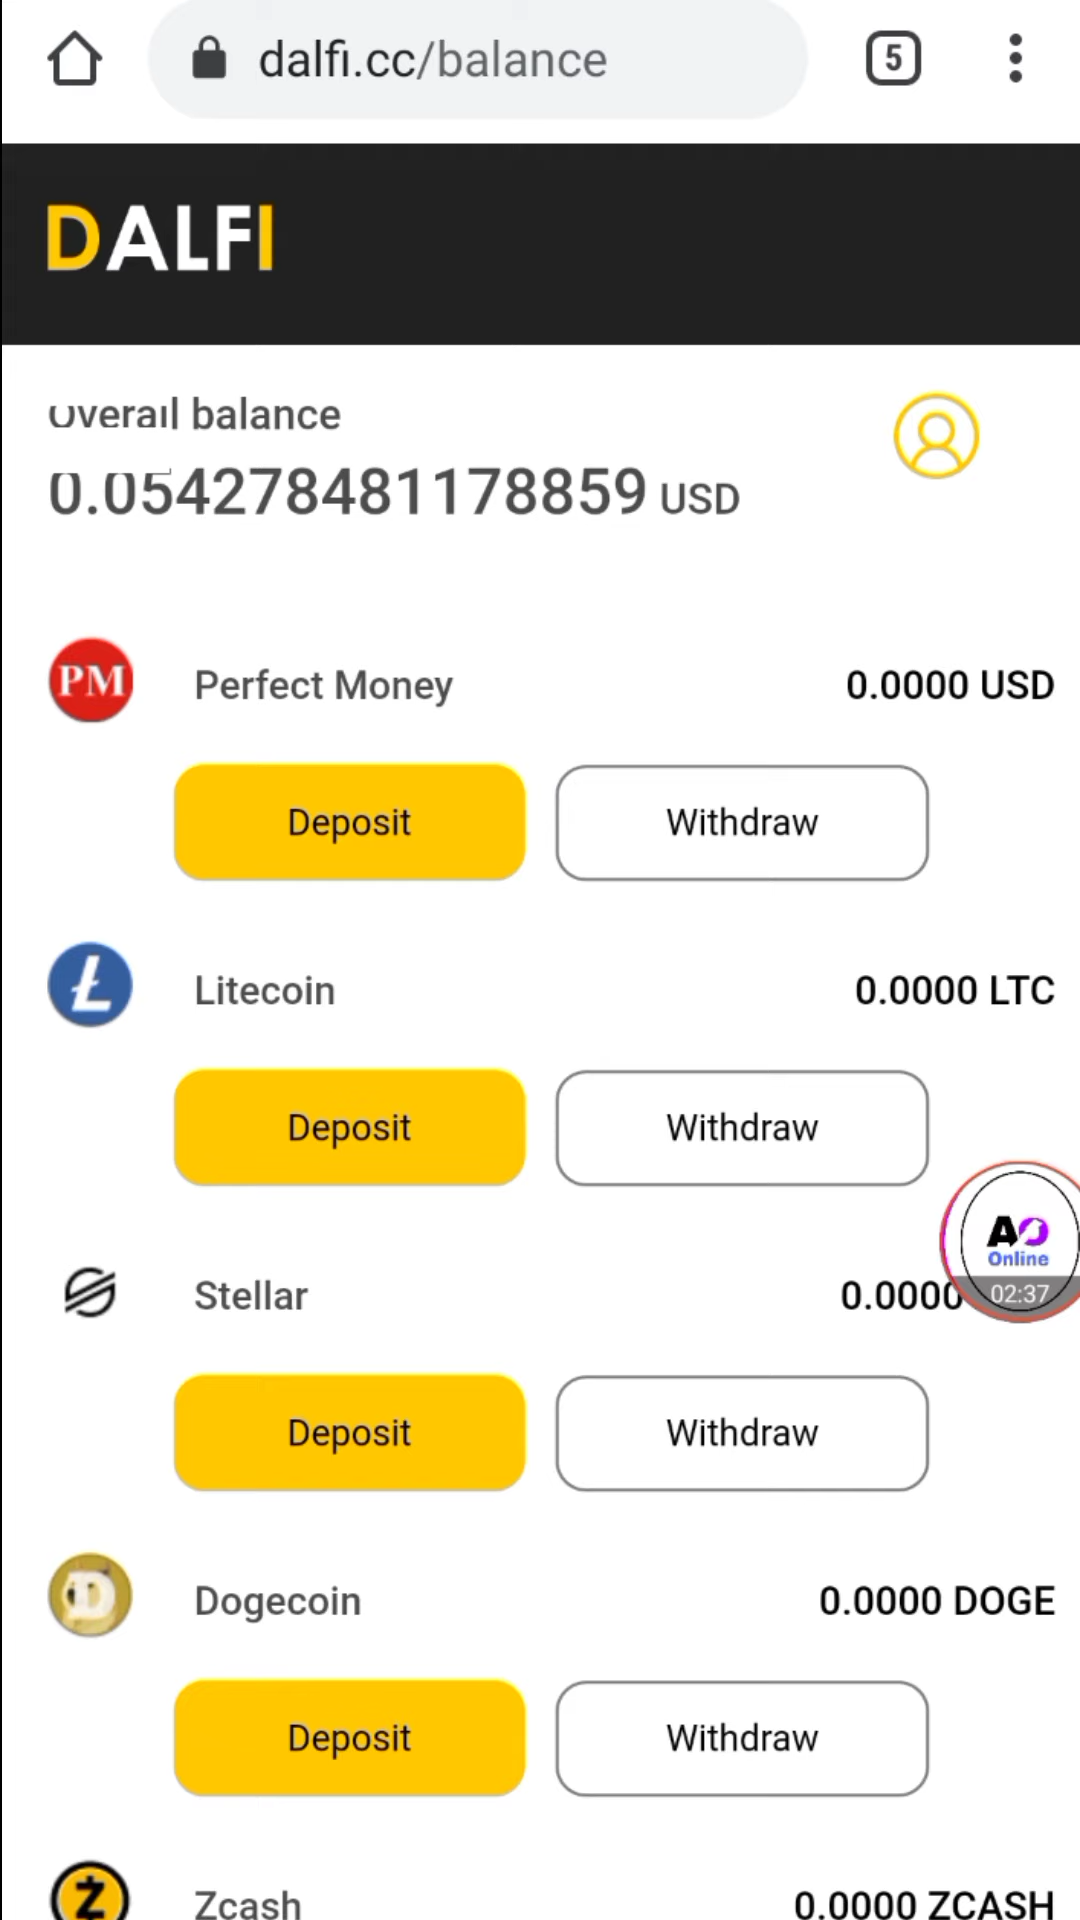 5
dalfi.cc/balance
DALFI
Overall balance
0.054278481178859 USD
PM
Perfect Money
0.0000 USD
Deposit
Withdraw
Litecoin
0.0000 LTC
Deposit
Withdraw
AO
Online
02:37
Stellar
0.0000
Deposit
Withdraw
Dogecoin
0.0000 DOGE
Deposit
Withdraw
Zcash
0.0000 ZCASH